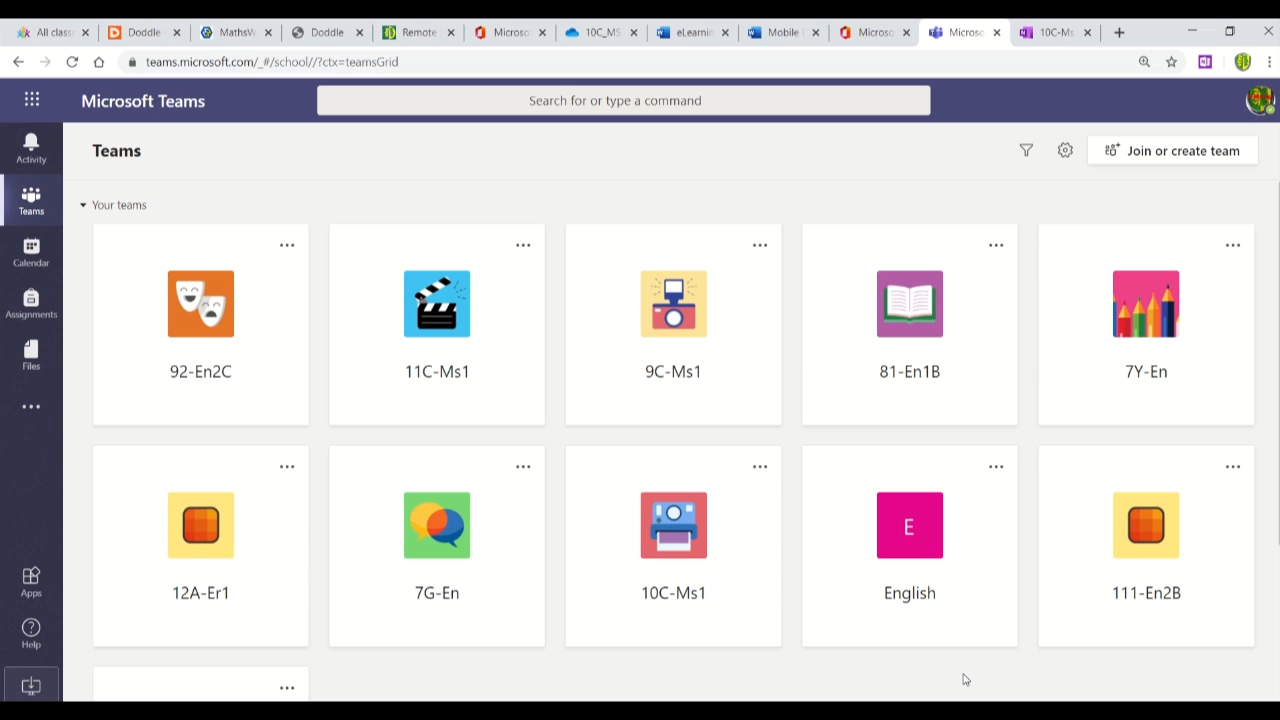 All class
Doddle
MathsW
Doddle
Remote
Microso
10C_MS
eLearnin
Mobile
Microso
Microso
10C-Ms
teams.microsoft.com/_#/school//?ctx=teamsGrid
Microsoft Teams
Search for or type a command
Activity
Teams
Calendar
Assignments
Files
Apps
Help
Teams
Join or create team
Your teams
92-En2C
11C-Ms1
9C-Ms1
81-En1B
7Y-En
12A-Er1
7G-En
10C-Ms1
E
English
111-En2B